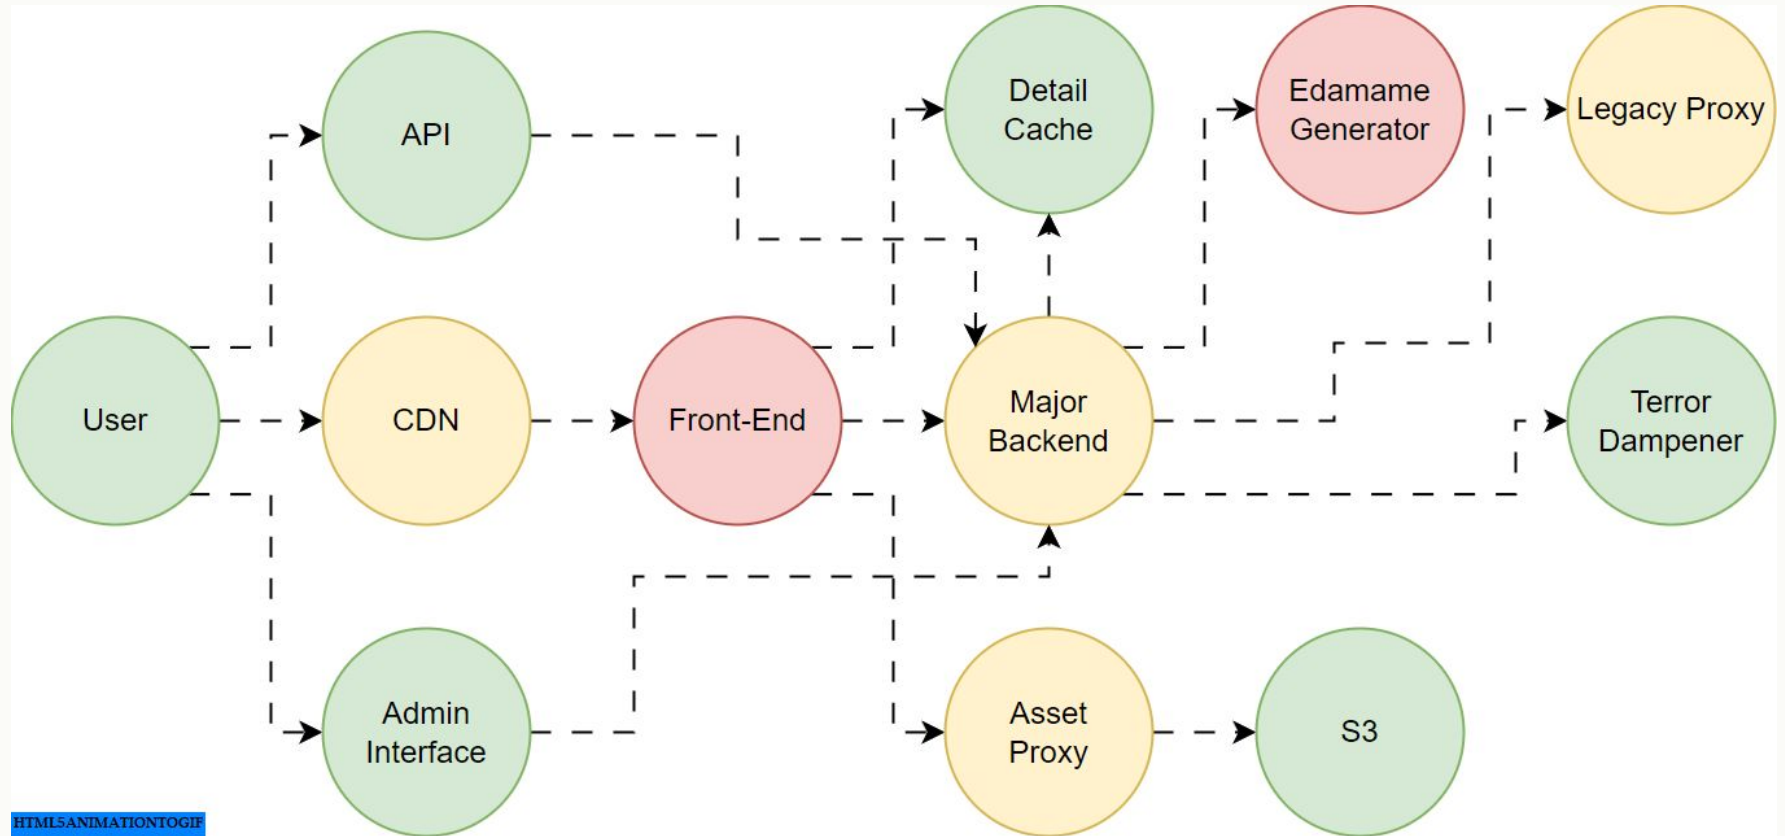 API
Detail
Cache
Edamame
Generator
Legacy Proxy
User
CDN
Front-End
Major
Backend
Terror
Dampener
Admin
Interface
Asset
Proxy
S3
HTML5ANIMATIONTOGIF